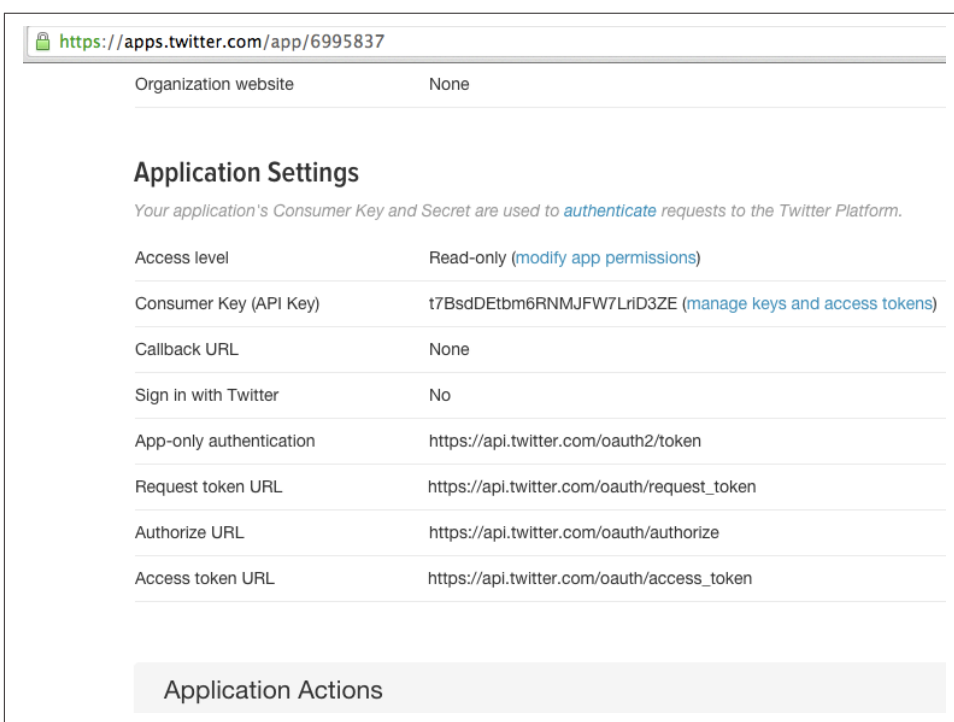 https://apps.twitter.com/app/6995837
Organization website None
Application Settings
Your application's Consumer Key and Secret are used to authenticate requests to the Twitter Platform.
Access level Read-only (modify app permissions)
Consumer Key (API Key) t7BsdDEtbm6RNMJFW7LriD3ZE (manage keys and access tokens)
Callback URL None
Sign in with Twitter No
App-only authentication https://api.twitter.com/oauth2/token
Request token URL https://api.twitter.com/oauth/request_token
Authorize URL https://api.twitter.com/oauth/authorize
Access token URL https://api.twitter.com/oauth/access_token
Application Actions